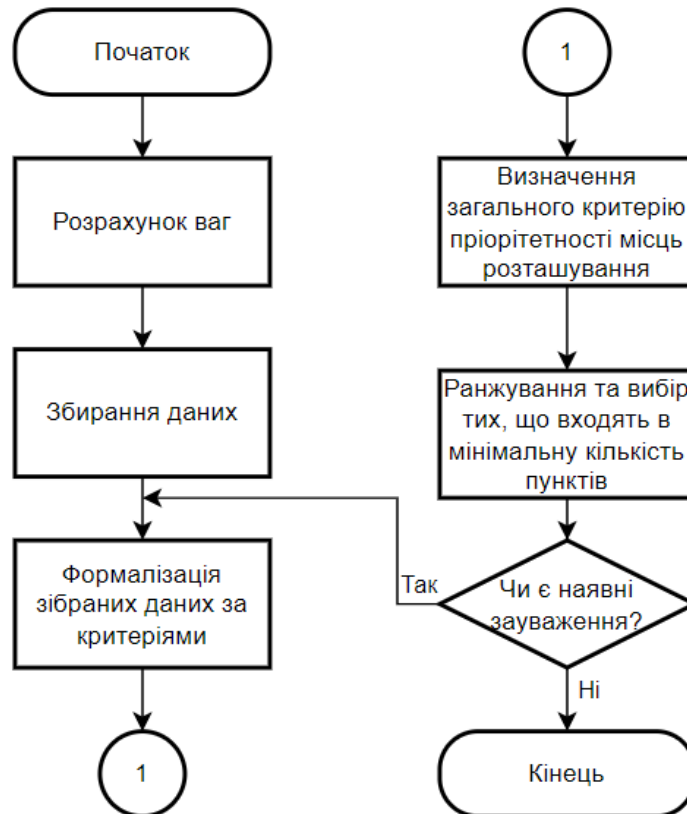 Початок
Розрахунок ваг
Збирання даних
Формалізація
зібраних даних за
критеріями
1
1
Визначення
загального критерію
пріорітетності місць
розташування
Ранжування та вибір
тих, що входять в
мінімальну кількість
пунктів
Чи є наявні
зауваження?
Так
Ні
Кінець